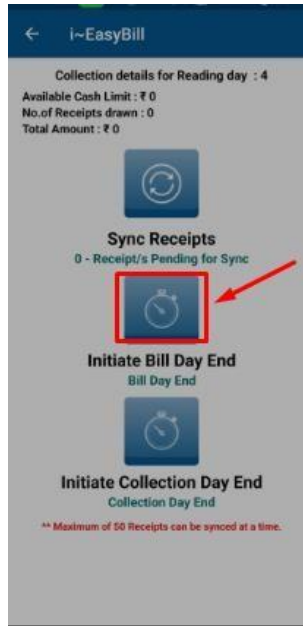 i~EasyBill
Collection details for Reading day : 4
Available Cash Limit : ₹ 0
No.of Receipts drawn : 0
Total Amount : ₹ 0
Sync Receipts
0 - Receipt/s Pending for Sync
Initiate Bill Day End
Bill Day End
Initiate Collection Day End
Collection Day End
** Maximum of 50 Receipts can be synced at a time.